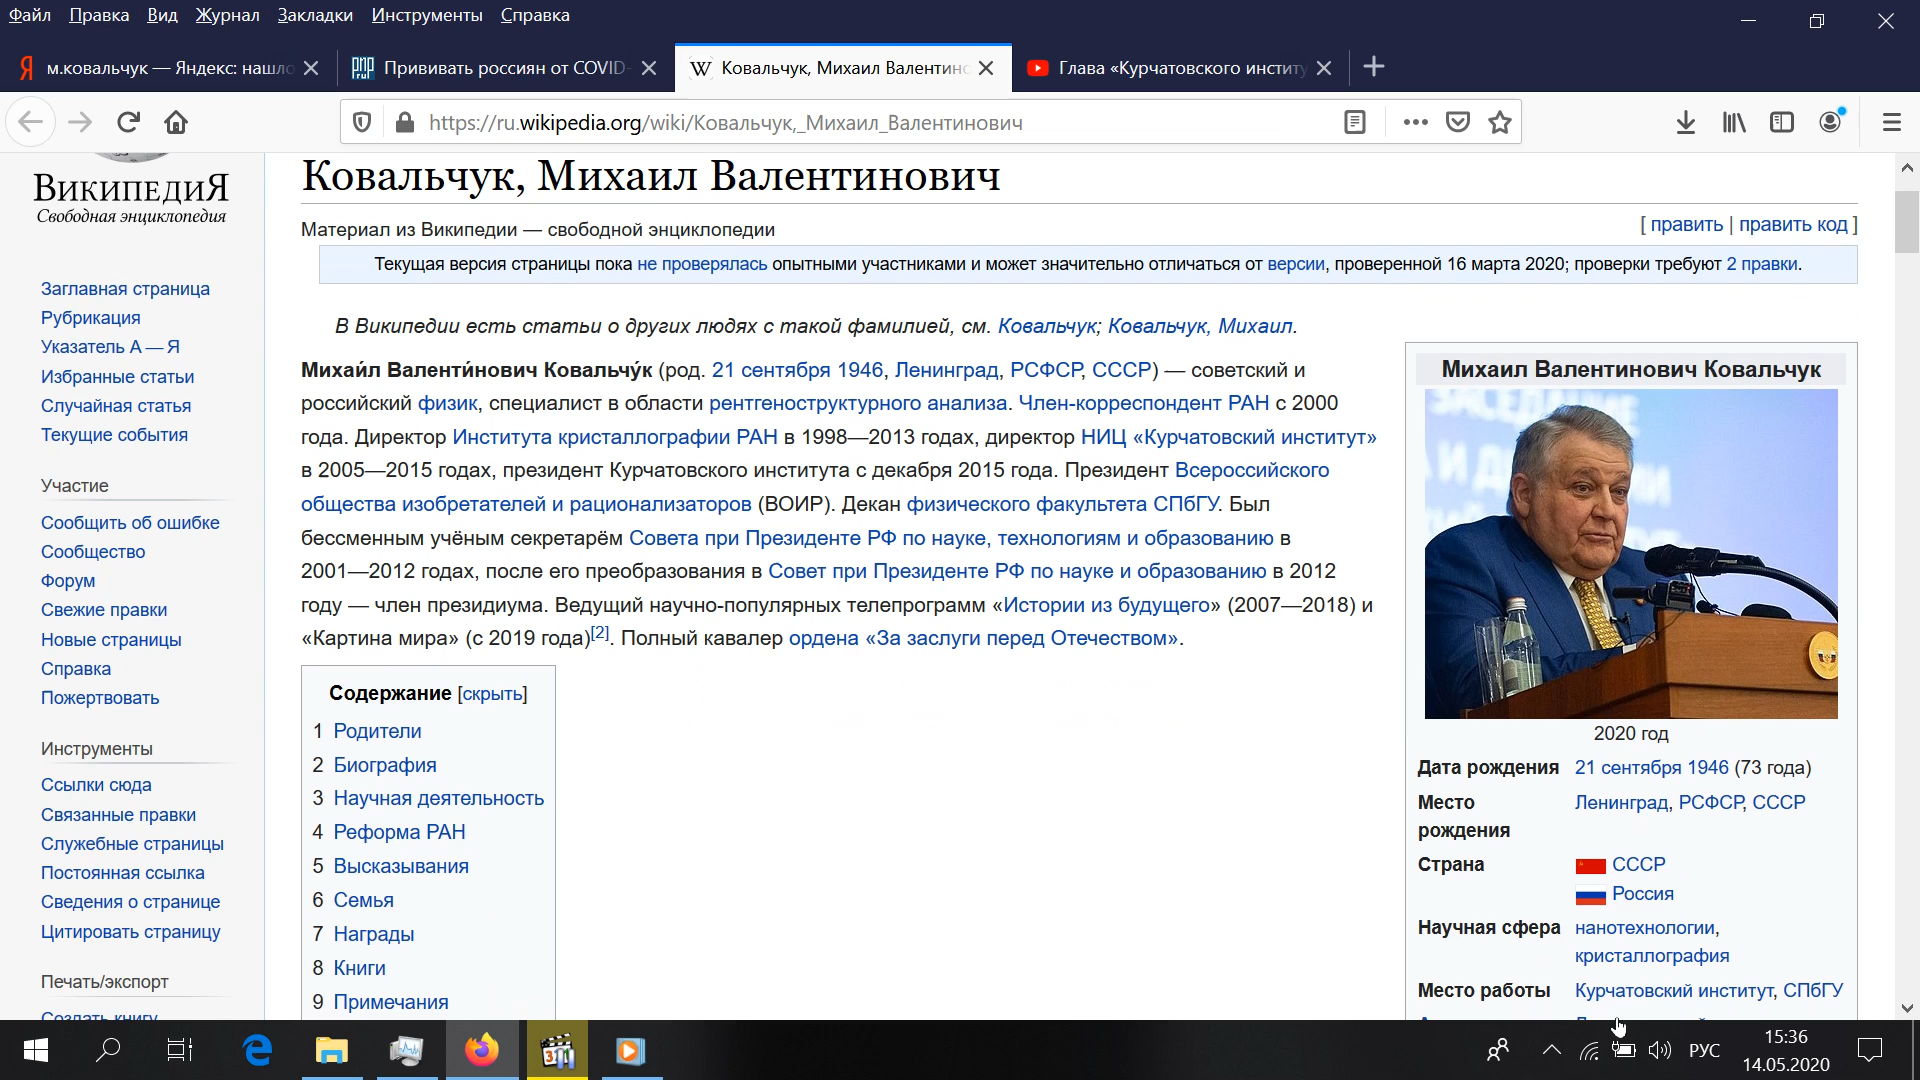 Файл Правка Вид Журнал Закладки Инструменты Справка
м.ковальчук — Яндекс: нашло
Прививать россиян от COVID-
Ковальчук, Михаил Валентинс
Глава «Курчатовского институ
https://ru.wikipedia.org/wiki/Ковальчук,_Михаил_Валентинович
ВикипедиЯ
Свободная энциклопедия
Заглавная страница
Рубрикация
Указатель А — Я
Избранные статьи
Случайная статья
Текущие события
Участие
Сообщить об ошибке
Сообщество
Форум
Свежие правки
Новые страницы
Справка
Пожертвовать
Инструменты
Ссылки сюда
Связанные правки
Служебные страницы
Постоянная ссылка
Сведения о странице
Цитировать страницу
Печать/экспорт
Создать книгу
Ковальчук, Михаил Валентинович
Материал из Википедии — свободной энциклопедии
[ править | править код ]
Текущая версия страницы пока не проверялась опытными участниками и может значительно отличаться от версии, проверенной 16 марта 2020; проверки требуют 2 правки.
В Википедии есть статьи о других людях с такой фамилией, см. Ковальчук; Ковальчук, Михаил.
Михаи́л Валенти́нович Ковальчу́к (род. 21 сентября 1946, Ленинград, РСФСР, СССР) — советский и
российский физик, специалист в области рентгеноструктурного анализа. Член-корреспондент РАН с 2000
года. Директор Института кристаллографии РАН в 1998—2013 годах, директор НИЦ «Курчатовский институт»
в 2005—2015 годах, президент Курчатовского института с декабря 2015 года. Президент Всероссийского
общества изобретателей и рационализаторов (ВОИР). Декан физического факультета СПбГУ. Был
бессменным учёным секретарём Совета при Президенте РФ по науке, технологиям и образованию в
2001—2012 годах, после его преобразования в Совет при Президенте РФ по науке и образованию в 2012
году — член президиума. Ведущий научно-популярных телепрограмм «Истории из будущего» (2007—2018) и
«Картина мира» (с 2019 года)[2]. Полный кавалер ордена «За заслуги перед Отечеством».
Содержание [скрыть]
1 Родители
2 Биография
3 Научная деятельность
4 Реформа РАН
5 Высказывания
6 Семья
7 Награды
8 Книги
9 Примечания
Михаил Валентинович Ковальчук
ЗАСЕДАНИЕ
2020 год
Дата рождения 21 сентября 1946 (73 года)
Место рождения Ленинград, РСФСР, СССР
Страна СССР
Россия
Научная сфера нанотехнологии,
кристаллография
Место работы Курчатовский институт, СПбГУ
РУС
15:36
14.05.2020